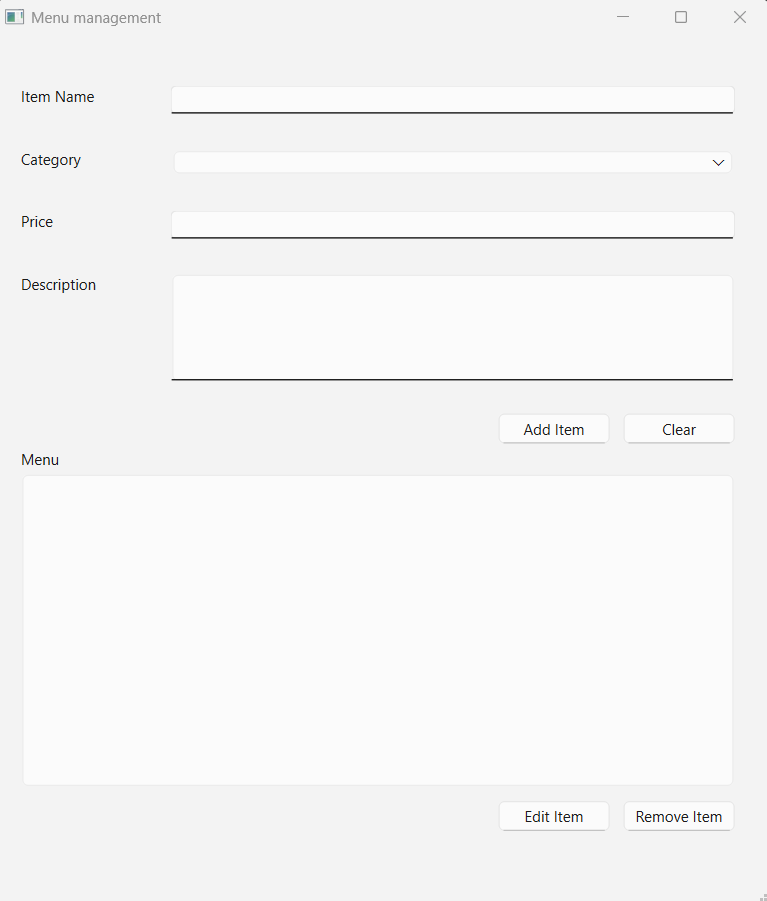 Menu management
Item Name
Category
Price
Description
Add Item Clear
Menu
Edit Item Remove Item